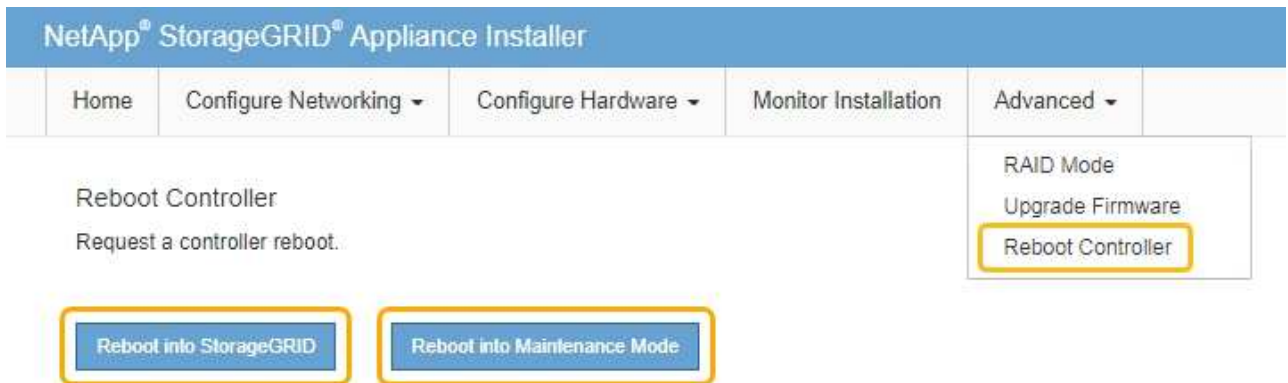 NetApp® StorageGRID® Appliance Installer
Home Configure Networking Configure Hardware Monitor Installation Advanced
RAID Mode
Upgrade Firmware
Reboot Controller
Reboot Controller
Request a controller reboot.
Reboot into StorageGRID Reboot into Maintenance Mode